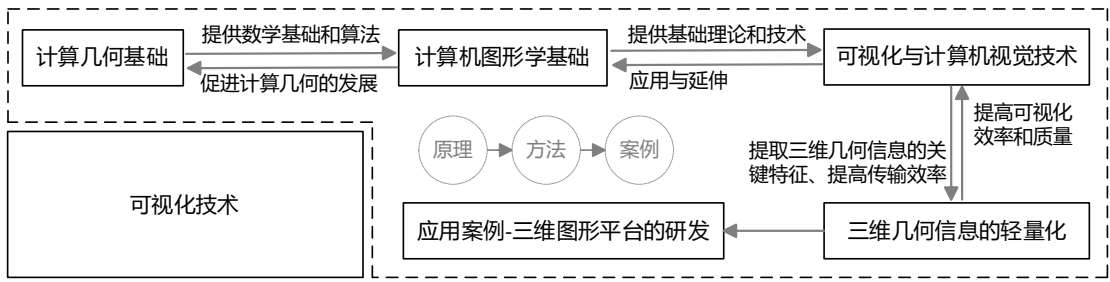 计算几何基础
提供数学基础和算法
促进计算几何的发展
计算机图形学基础
提供基础理论和技术
应用与延伸
可视化与计算机视觉技术
提高可视化
效率和质量
提取三维几何信息的关
键特征、提高传输效率
原理
方法
案例
可视化技术
应用案例-三维图形平台的研发
三维几何信息的轻量化